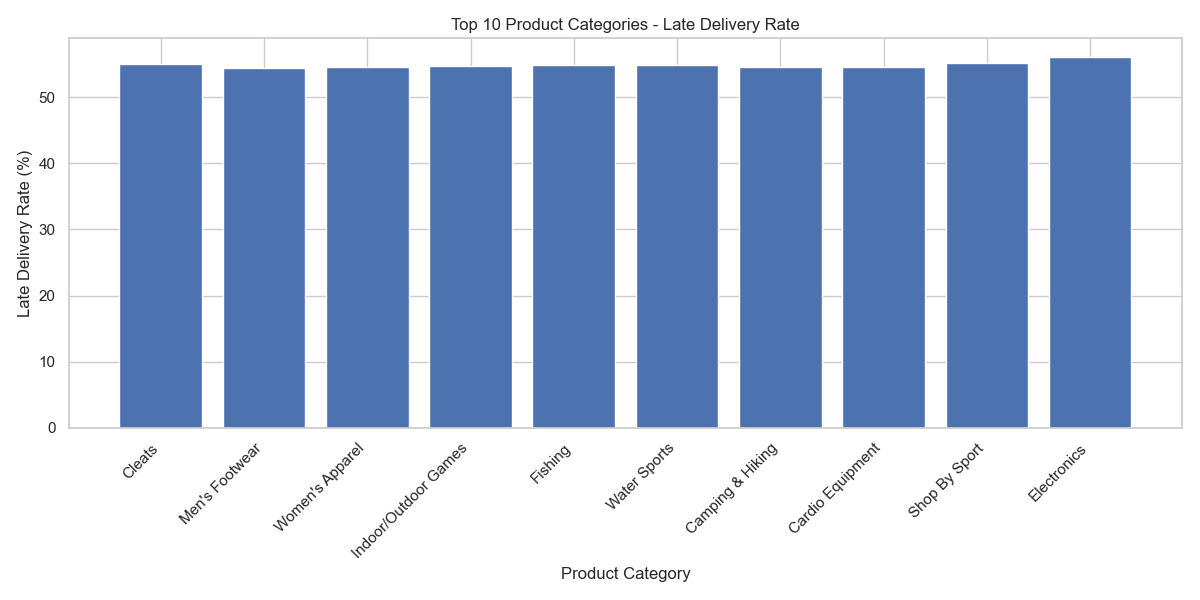 Top 10 Product Categories - Late Delivery Rate
Late Delivery Rate (%)
50
40
30
20
10
0
Cleats
Men's Footwear
Women's Apparel
Indoor/Outdoor Games
Fishing
Water Sports
Camping & Hiking
Cardio Equipment
Shop By Sport
Electronics
Product Category